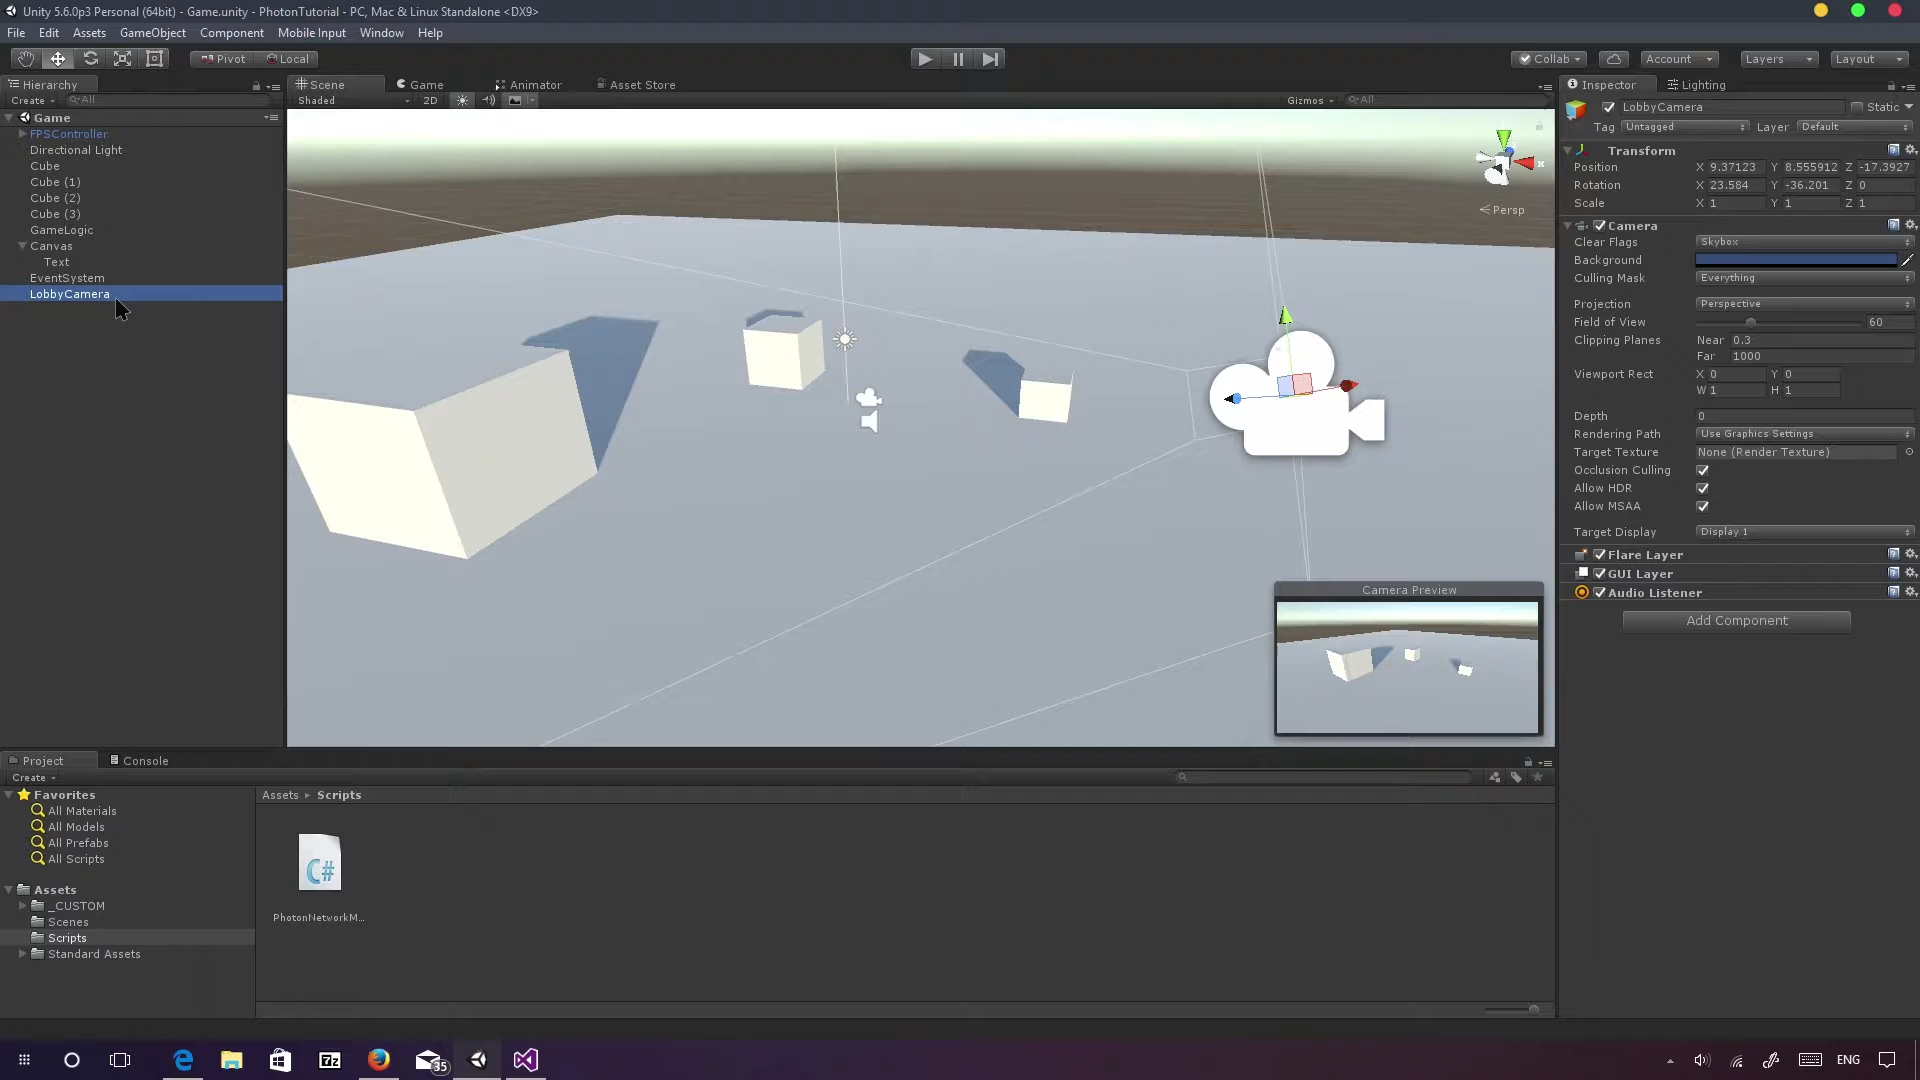 Unity 5.6.0p3 Personal (64bit) - Game.unity - PhotonTutorial - PC, Mac & Linux Standalone <DX9>
File Edit Assets GameObject Component Mobile Input Window Help
Pivot Local Collab Account Layers Layout
Hierarchy
Create All
Game
FPSController
Directional Light
Cube
Cube (1)
Cube (2)
Cube (3)
GameLogic
Canvas
Text
EventSystem
LobbyCamera
Scene Game Animator Asset Store
Shaded 2D Gizmos All
x
Persp
Camera Preview
Inspector Lighting
LobbyCamera Static
Tag Untagged Layer Default
Transform
Position X 9.37123 Y 8.555912 Z -17.3927
Rotation X 23.584 Y -36.201 Z 0
Scale X 1 Y 1 Z 1
Camera
Clear Flags Skybox
Background
Culling Mask Everything
Projection Perspective
Field of View 60
Clipping Planes Near 0.3
Far 1000
Viewport Rect X 0 Y 0
W 1 H 1
Depth 0
Rendering Path Use Graphics Settings
Target Texture None (Render Texture)
Occlusion Culling
Allow HDR
Allow MSAA
Target Display Display 1
Flare Layer
GUI Layer
Audio Listener
Add Component
Project Console
Create
Favorites
All Materials
All Models
All Prefabs
All Scripts
Assets
_CUSTOM
Scenes
Scripts
Standard Assets
Assets Scripts
C#
PhotonNetworkM...
7z 35 ENG